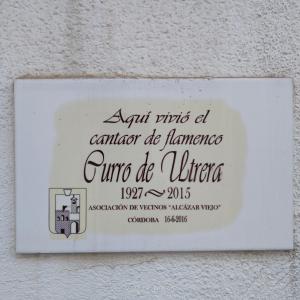 Aqui vivió el
cantaor de flamenco
Curro de Utrera
1927~2015
ASOCIACIÓN DE VECINOS "ALCÁZAR VIEJO"
CÓRDOBA 16-6-2016